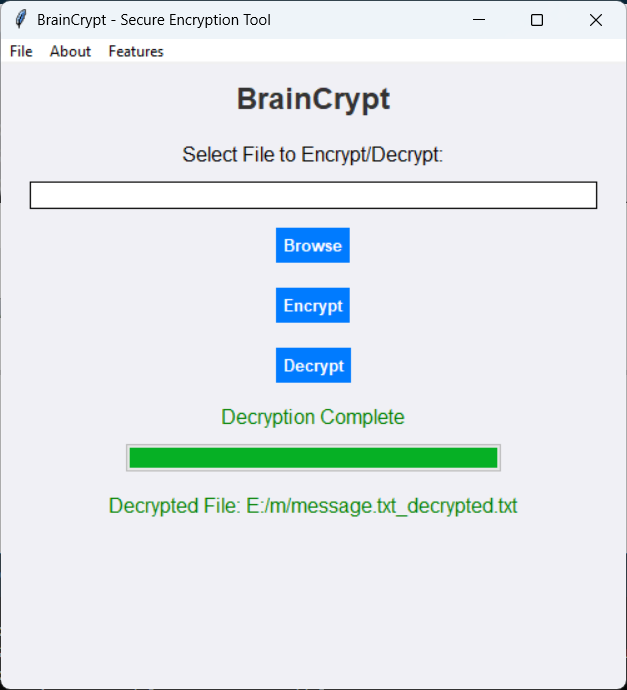 BrainCrypt - Secure Encryption Tool
File About Features
BrainCrypt
Select File to Encrypt/Decrypt:
Browse
Encrypt
Decrypt
Decryption Complete
Decrypted File: E:/m/message.txt_decrypted.txt